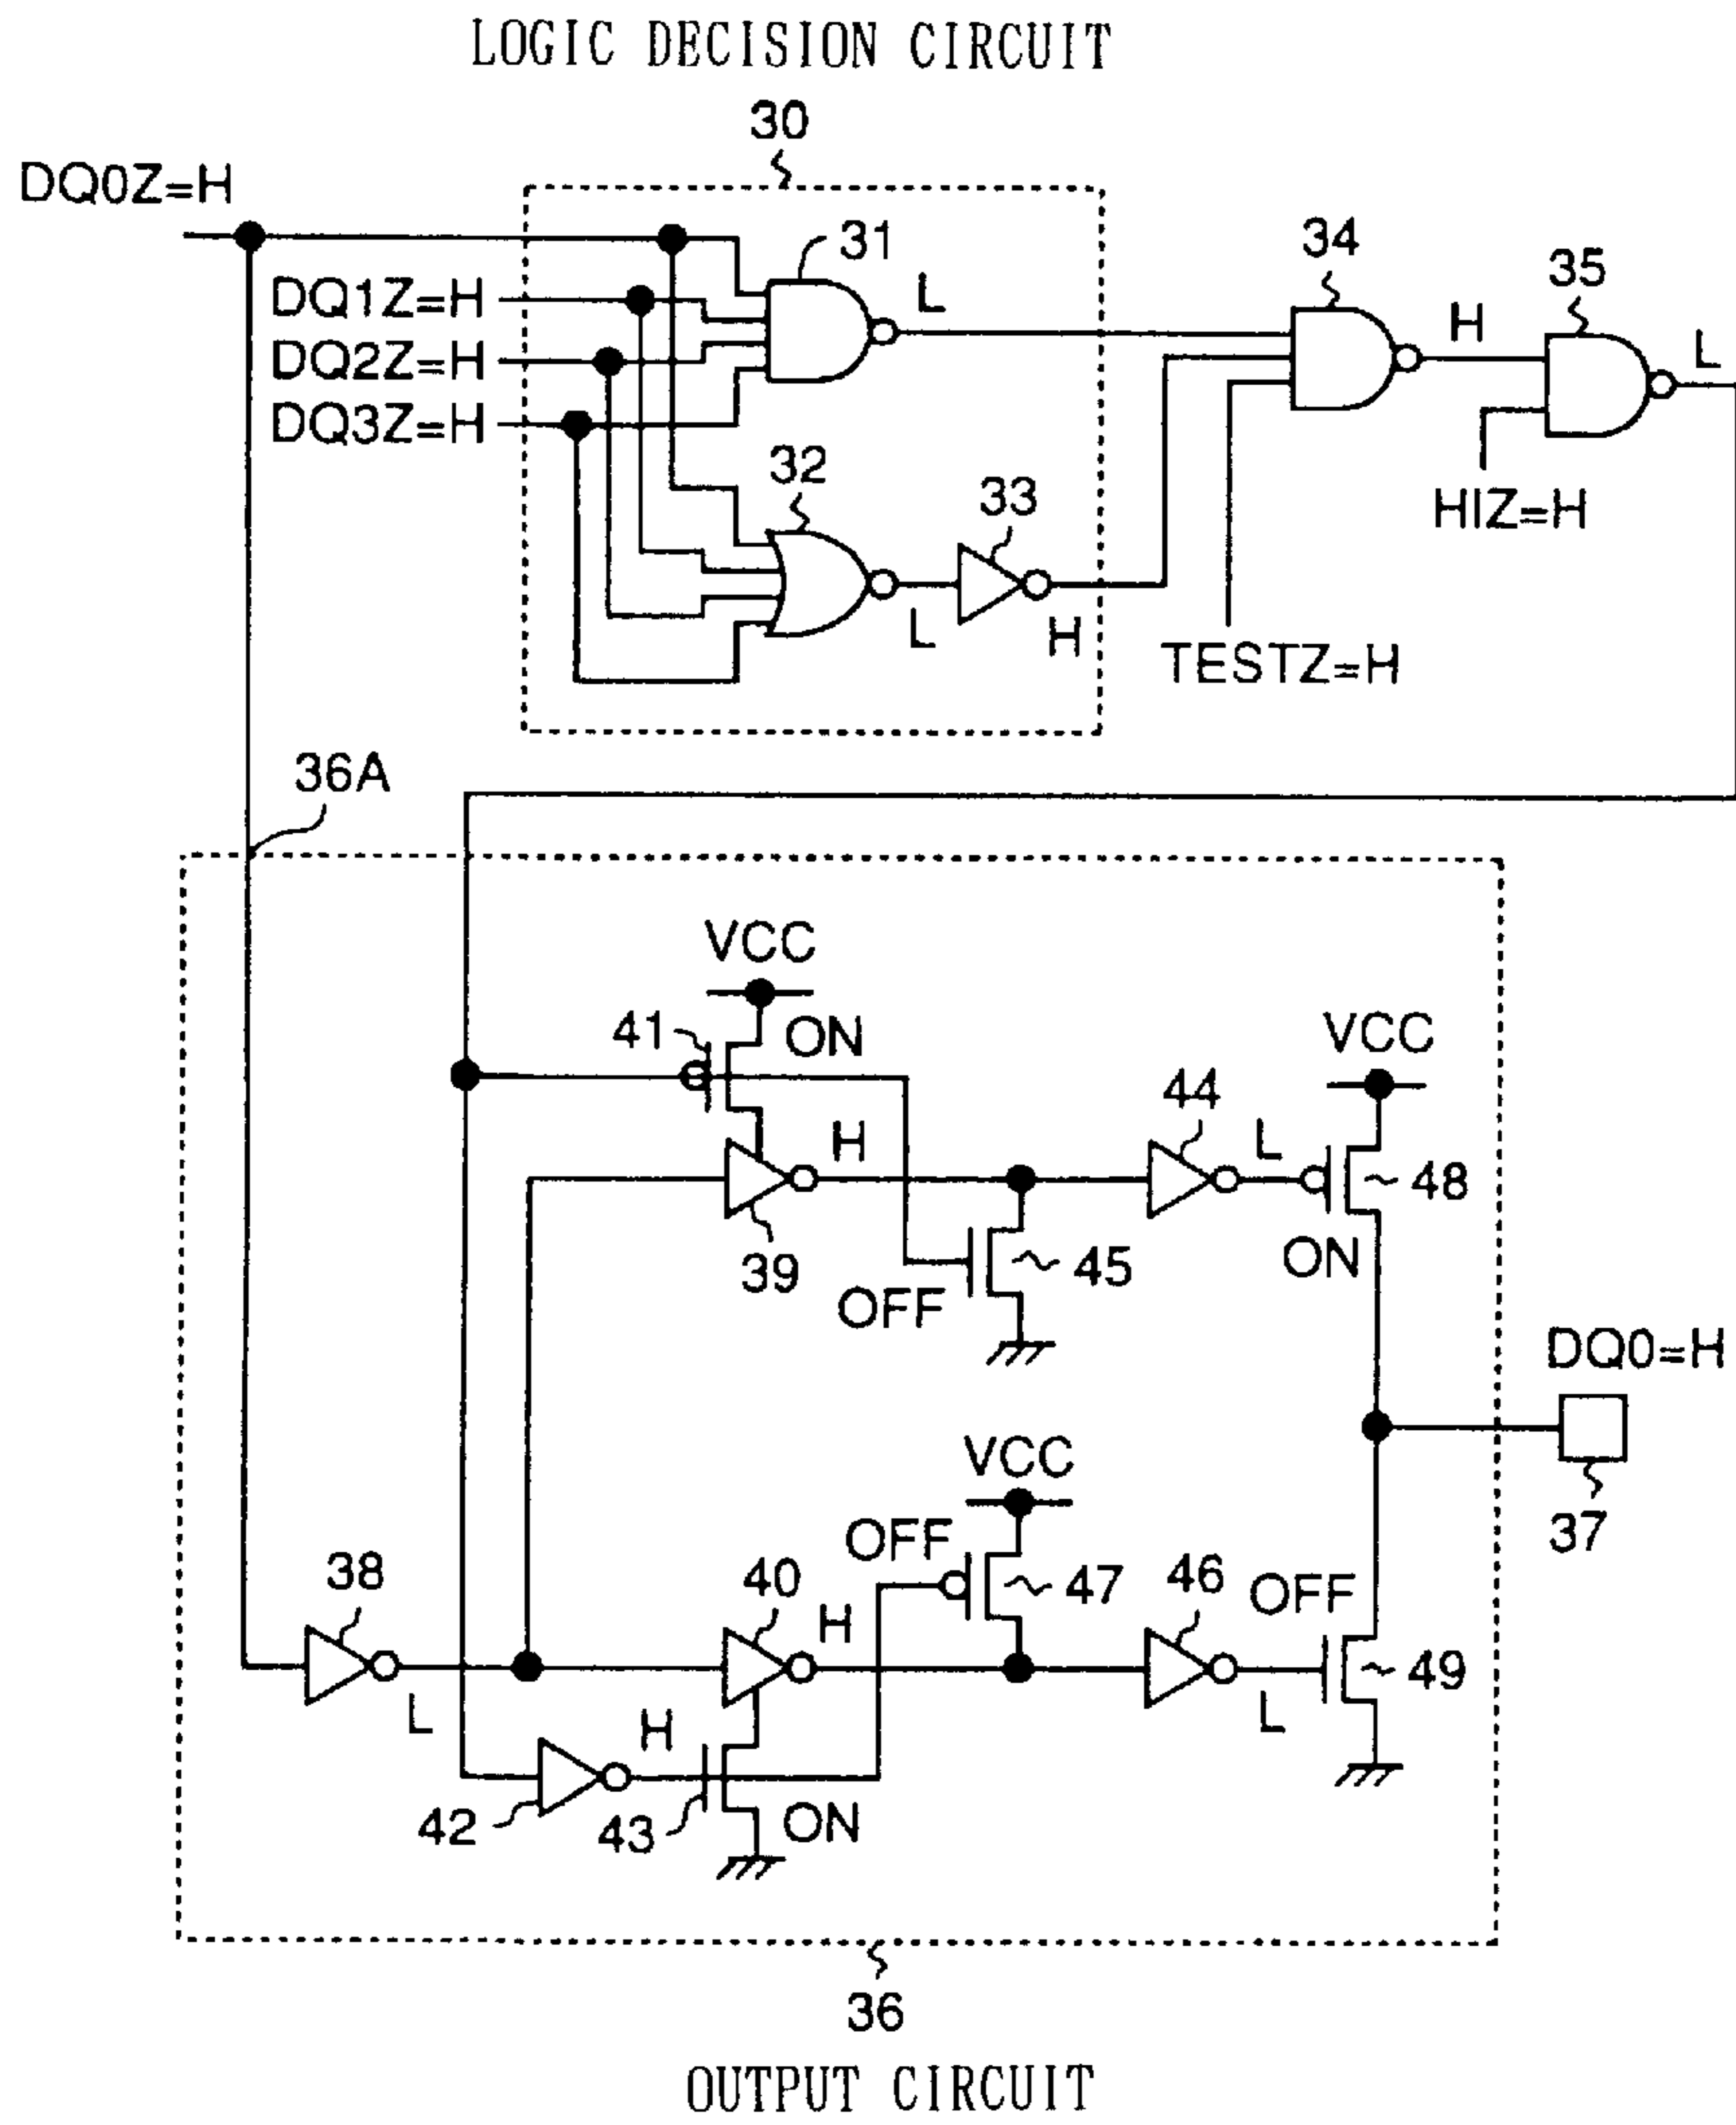 LOGIC DECISION CIRCUIT
30
DQ0Z=H
31
L
34
35
DQ1Z=H
H
L
DQ2Z=H
DQ3Z=H
32
33
HIZ=H
L
H
TESTZ=H
36A
VCC
41
ON
VCC
44
H
L
48
39
45
ON
OFF
DQ0=H
VCC
OFF
37
38
40
47
46
OFF
H
49
L
H
L
42
43
ON
36
OUTPUT CIRCUIT